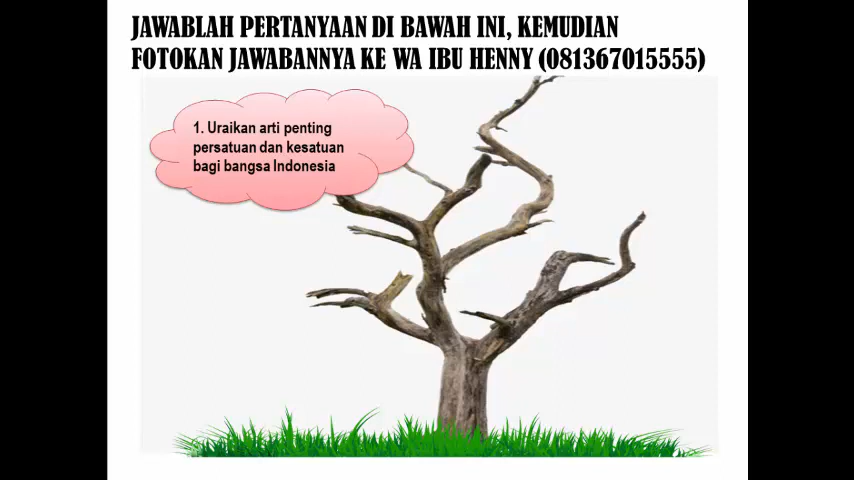 JAWABLAH PERTANYAAN DI BAWAH INI, KEMUDIAN
FOTOKAN JAWABANNYA KE WA IBU HENNY (081367015555)
1. Uraikan arti penting
persatuan dan kesatuan
bagi bangsa Indonesia